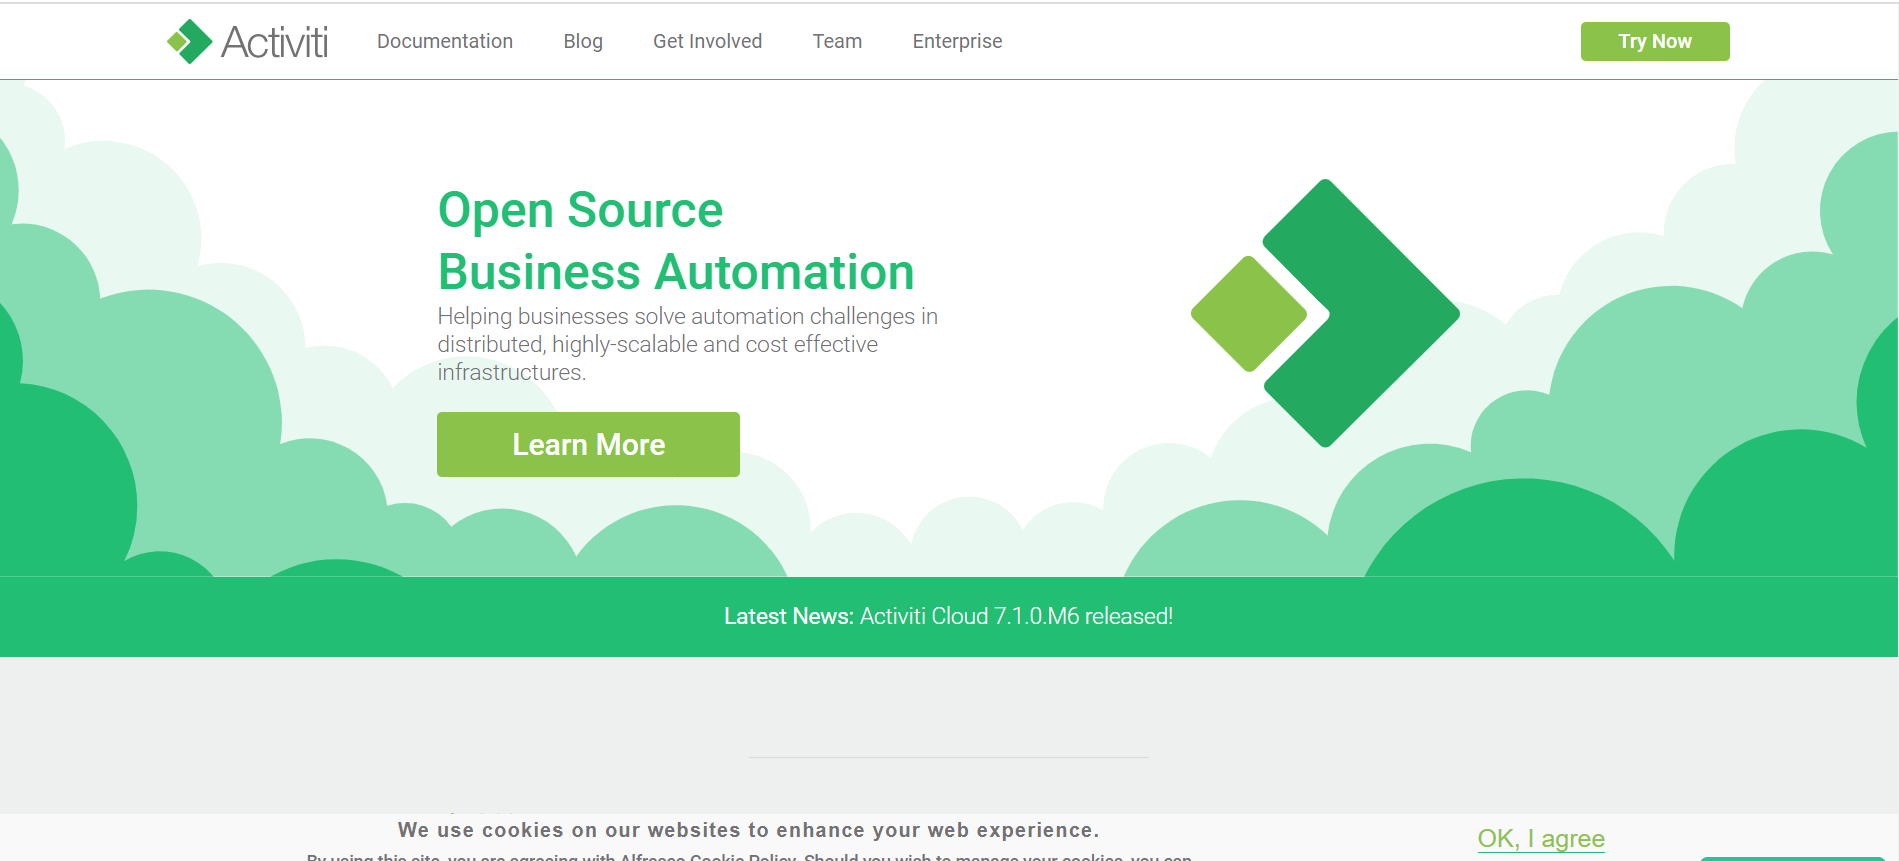 Activiti
Documentation
Blog
Get Involved
Team
Enterprise
Try Now
Open Source
Business Automation
Helping businesses solve automation challenges in
distributed, highly-scalable and cost effective
infrastructures.
Learn More
Latest News: Activiti Cloud 7.1.0.M6 released!
We use cookies on our websites to enhance your web experience.
OK, I agree
By using this site, you are agreeing with Alfresco Cookie Policy. Should you wish to manage your cookies, you can